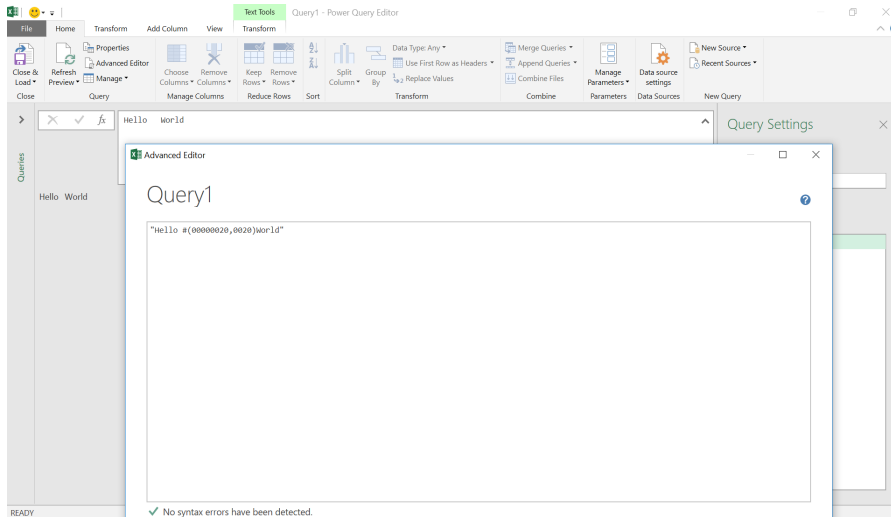 Text Tools
Query1 - Power Query Editor
File
Home
Transform
Add Column
View
Transform
Close &
Load
Close
Refresh
Preview
Properties
Advanced Editor
Manage
Query
Choose
Columns
Remove
Columns
Manage Columns
Keep
Rows
Remove
Rows
Reduce Rows
A
Z
Z
A
Sort
Split
Column
Group
By
Data Type: Any
Use First Row as Headers
1
2
Replace Values
Transform
Merge Queries
Append Queries
Combine Files
Combine
Manage
Parameters
Parameters
Data source
settings
Data Sources
New Source
Recent Sources
New Query
fx
Hello   World
Query Settings
Queries
Hello   World
Advanced Editor
Query1
?
"Hello #(00000020,0020)World"
No syntax errors have been detected.
READY